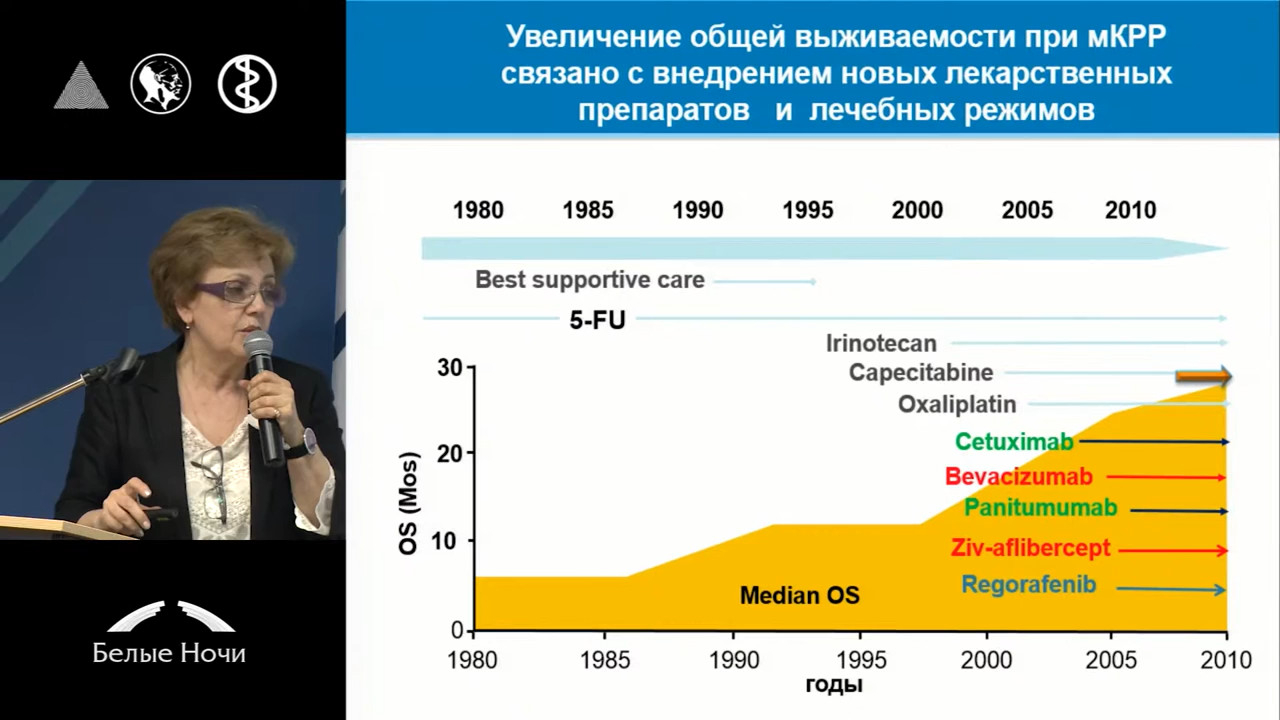 Увеличение общей выживаемости при мКРР
связано с внедрением новых лекарственных
препаратов и лечебных режимов
1980 1985 1990 1995 2000 2005 2010
Best supportive care
5-FU
Irinotecan
Capecitabine
Oxaliplatin
Cetuximab
Bevacizumab
Panitumumab
Ziv-aflibercept
Regorafenib
Median OS
OS (Mos)
30
20
10
0
1980 1985 1990 1995 2000 2005 2010
годы
Белые Ночи